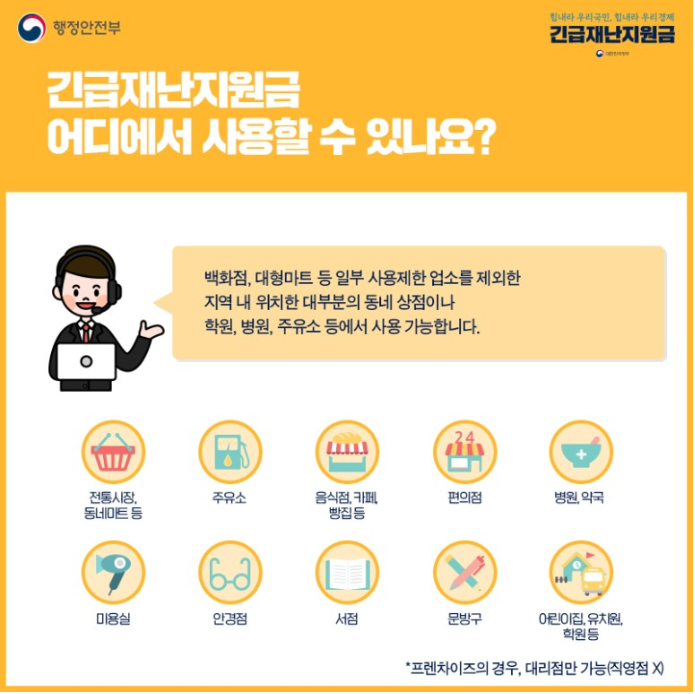 행정안전부
힘내라 우리국민, 힘내라 우리경제
긴급재난지원금
긴급재난지원금
어디에서 사용할 수 있나요?
백화점, 대형마트 등 일부 사용제한 업소를 제외한
지역 내 위치한 대부분의 동네 상점이나
학원, 병원, 주유소 등에서 사용 가능합니다.
24
전통시장,
동네마트 등
주유소
음식점, 카페,
빵집 등
편의점
병원, 약국
미용실
안경점
서점
문방구
어린이집, 유치원,
학원 등
*프렌차이즈의 경우, 대리점만 가능(직영점 X)